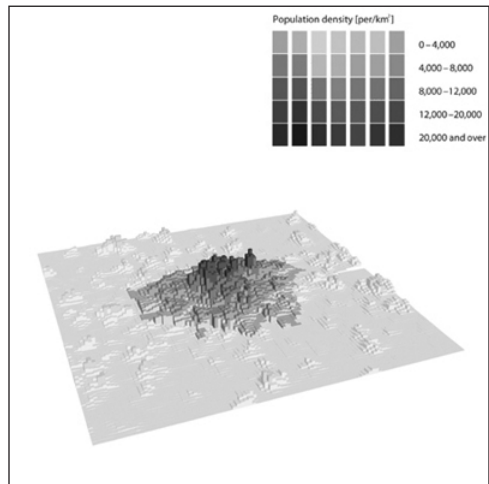 Population density [per/km²]
0–4,000
4,000–8,000
8,000–12,000
12,000–20,000
20,000 and over